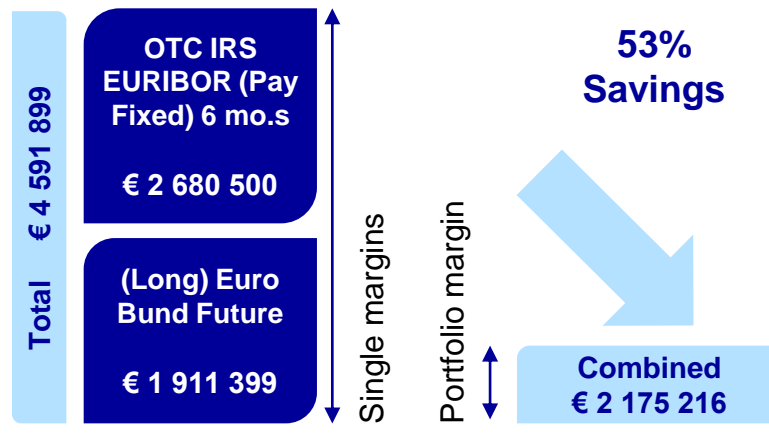 Total € 4 591 899
OTC IRS
EURIBOR (Pay
Fixed) 6 mo.s
€ 2 680 500
(Long) Euro
Bund Future
€ 1 911 399
Single margins
Portfolio margin
53%
Savings
Combined
€ 2 175 216